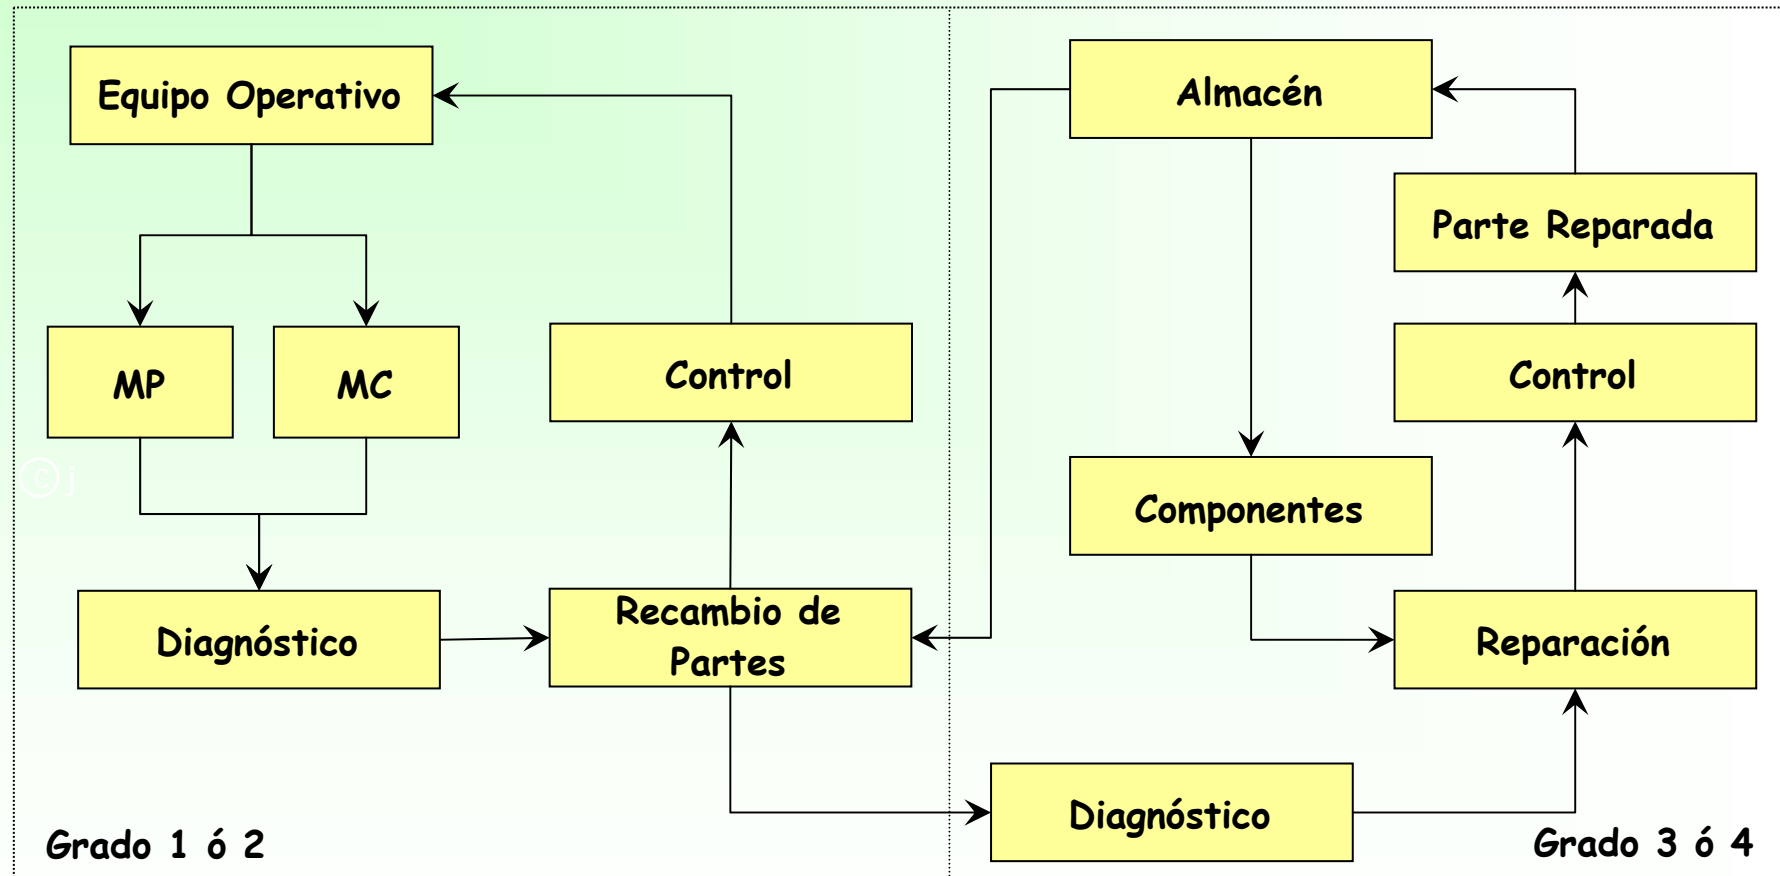 Equipo Operativo
MP
MC
Control
Diagnóstico
Recambio de
Partes
Grado 1 ó 2
Almacén
Parte Reparada
Control
Componentes
Reparación
Diagnóstico
Grado 3 ó 4
©j